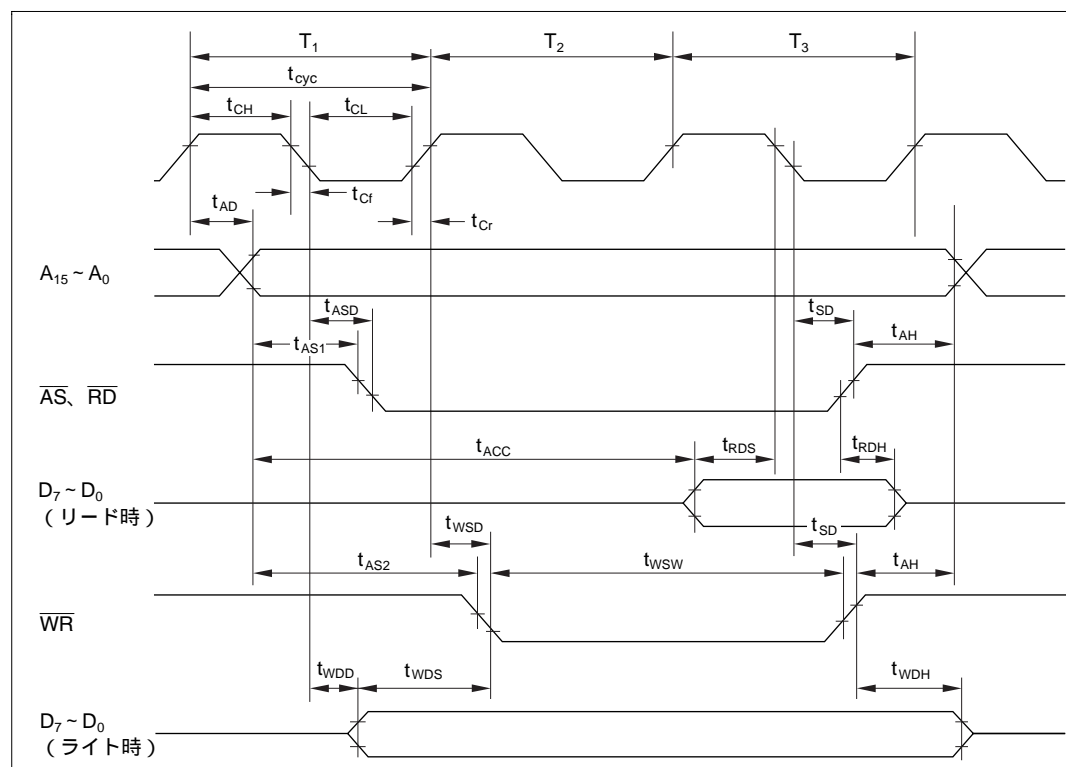 T₁ T₂ T₃
tcyc
tCH tCL
tCf
tAD
tCr
A₁₅~A₀
tASD tSD
tAS1 tAH
AS、RD
tACC tRDS tRDH
D₇~D₀
（リード時）
tWSD tSD
tAS2 tWSW tAH
WR
tWDD tWDS tWDH
D₇~D₀
（ライト時）